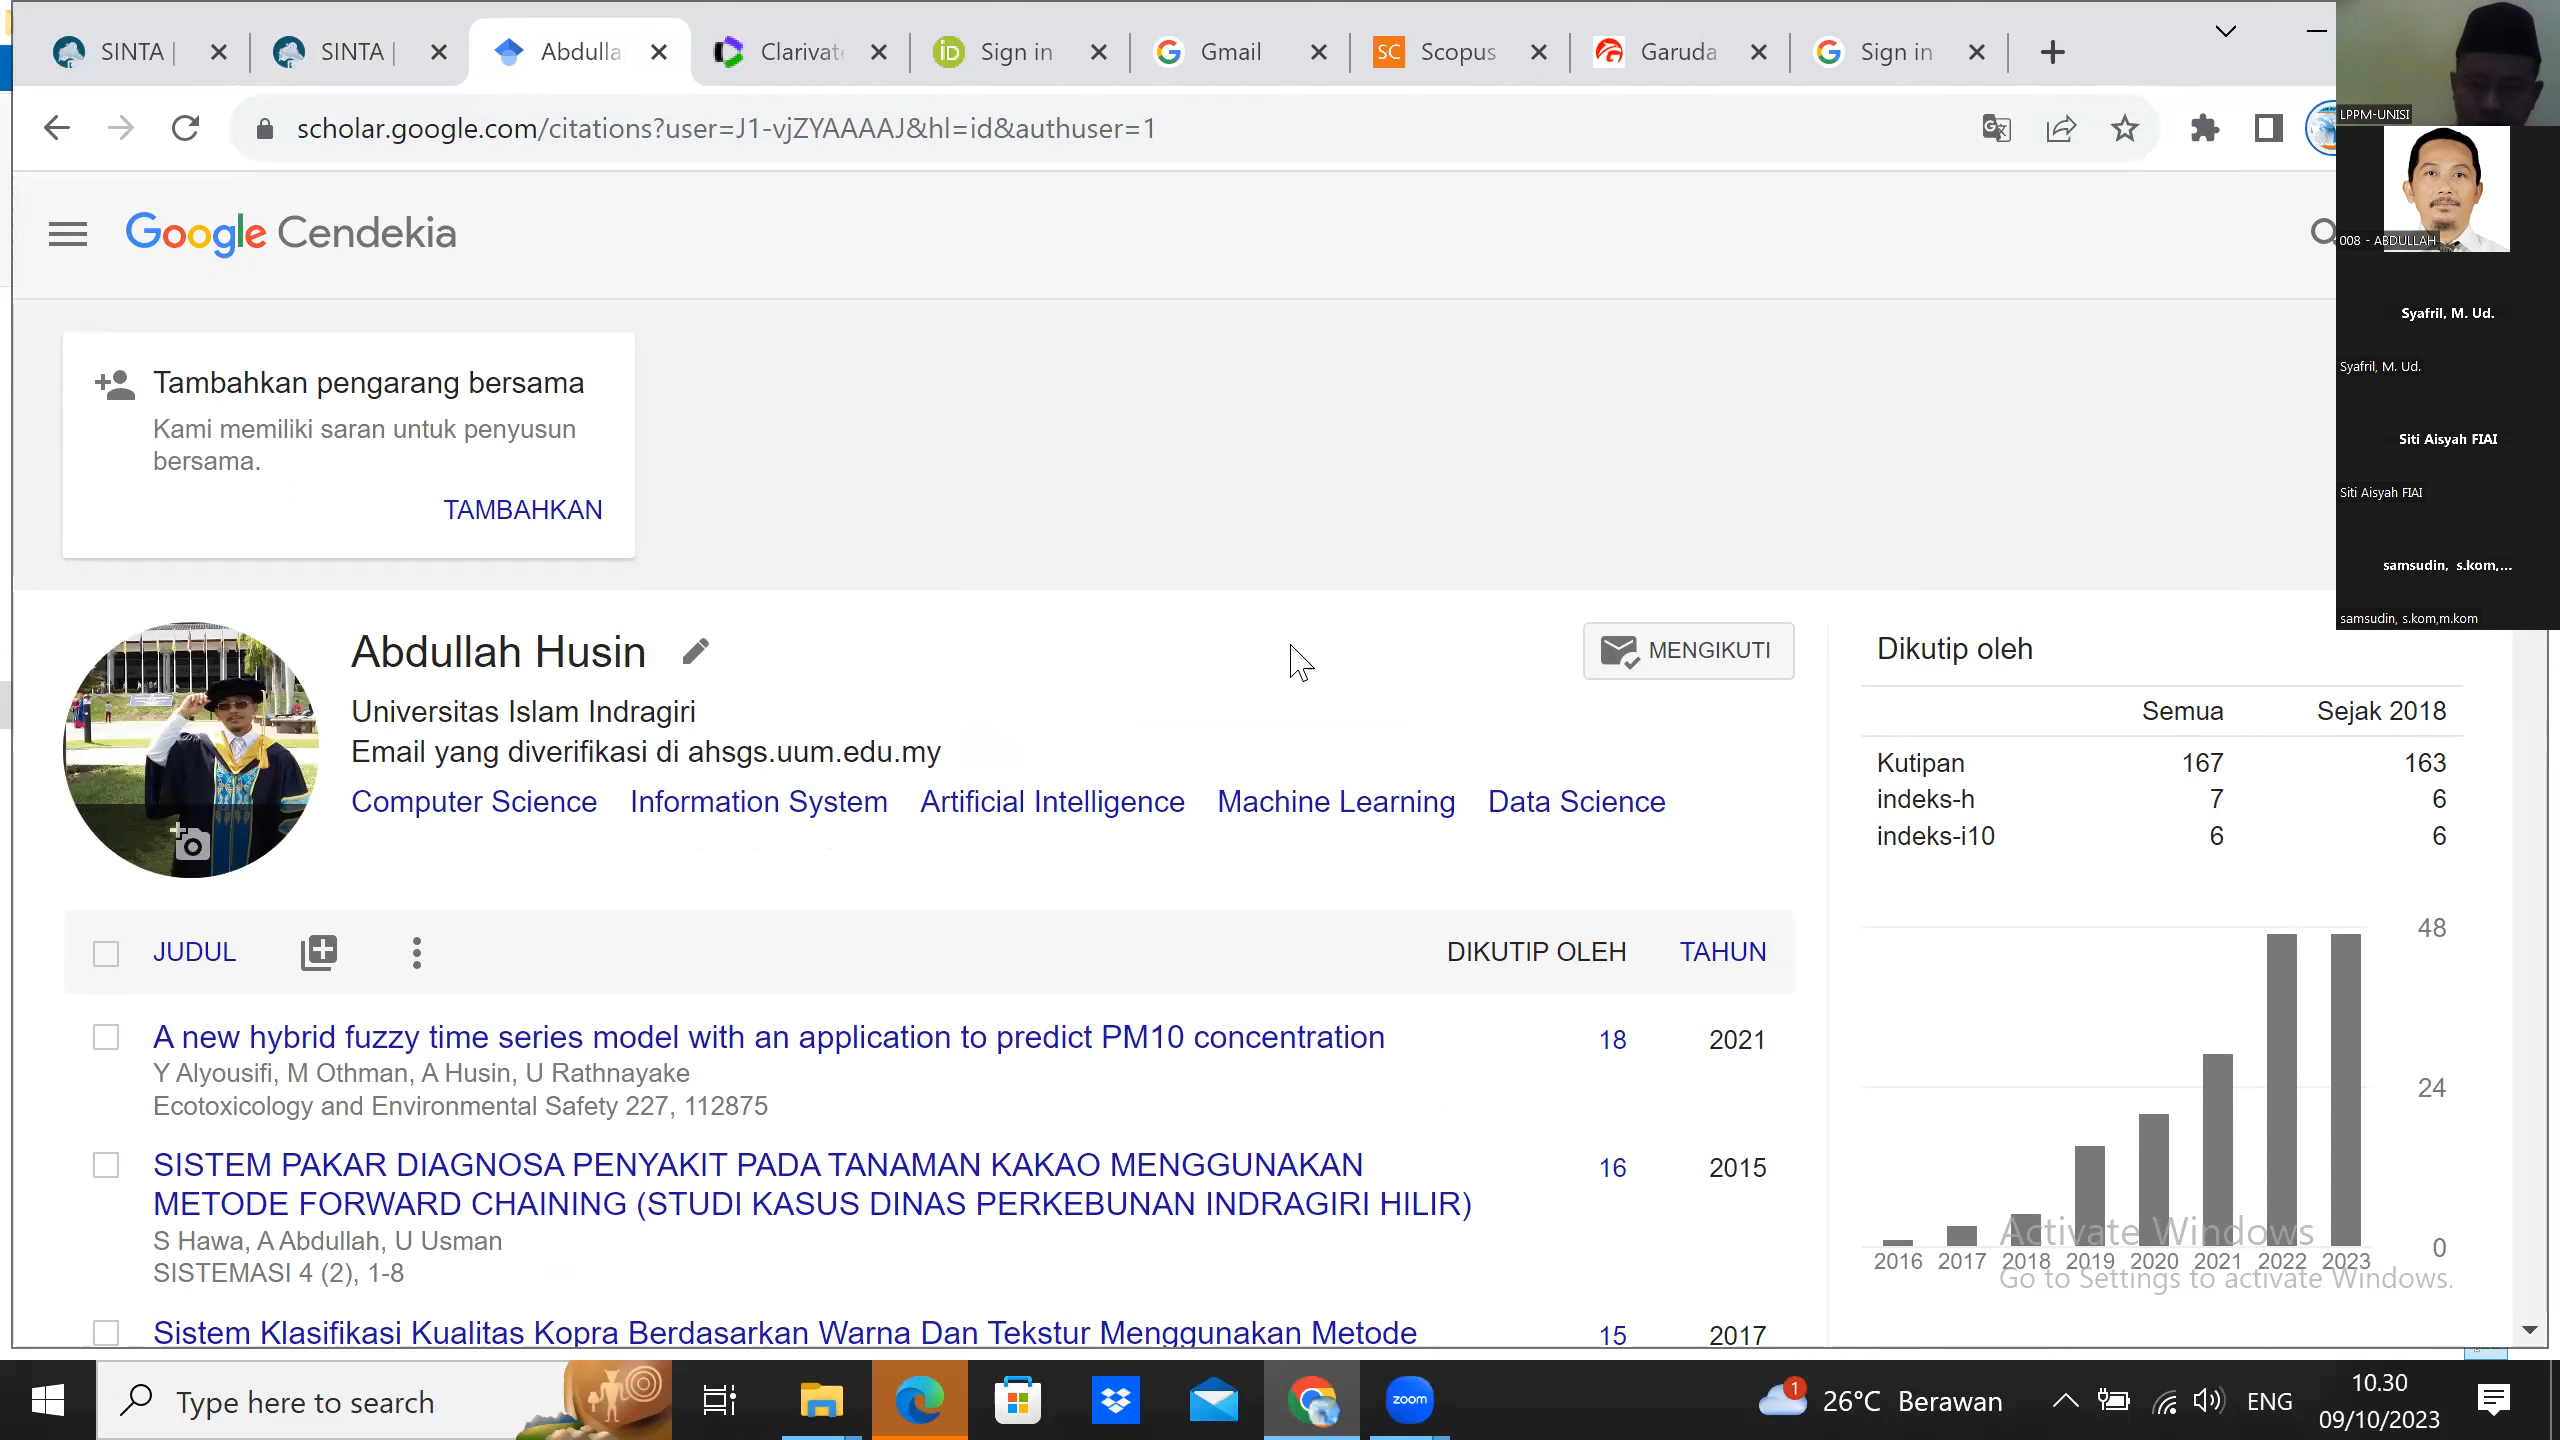 SINTA |
SINTA |
Abdulla
Clarivate
Sign in
Gmail
Scopus
Garuda
Sign in
scholar.google.com/citations?user=J1-vjZYAAAAJ&hl=id&authuser=1
Google Cendekia
Tambahkan pengarang bersama
Kami memiliki saran untuk penyusun
bersama.
TAMBAHKAN
Abdullah Husin
Universitas Islam Indragiri
Email yang diverifikasi di ahsgs.uum.edu.my
Computer Science Information System Artificial Intelligence Machine Learning Data Science
MENGIKUTI
JUDUL
DIKUTIP OLEH
TAHUN
A new hybrid fuzzy time series model with an application to predict PM10 concentration
18
2021
Y Alyousifi, M Othman, A Husin, U Rathnayake
Ecotoxicology and Environmental Safety 227, 112875
SISTEM PAKAR DIAGNOSA PENYAKIT PADA TANAMAN KAKAO MENGGUNAKAN
METODE FORWARD CHAINING (STUDI KASUS DINAS PERKEBUNAN INDRAGIRI HILIR)
16
2015
S Hawa, A Abdullah, U Usman
SISTEMASI 4 (2), 1-8
Sistem Klasifikasi Kualitas Kopra Berdasarkan Warna Dan Tekstur Menggunakan Metode
15
2017
Dikutip oleh
Semua
Sejak 2018
Kutipan 167 163
indeks-h 7 6
indeks-i10 6 6
48
24
0
2016 2017 2018 2019 2020 2021 2022 2023
Activate Windows
Go to Settings to activate Windows.
LPPM-UNISI
008 - ABDULLAH
Syafril, M. Ud.
Syafril, M. Ud.
Siti Aisyah FIAI
Siti Aisyah FIAI
samsudin, s.kom,...
samsudin, s.kom,m.kom
Type here to search
zoom
1
26°C Berawan
ENG
10.30
09/10/2023